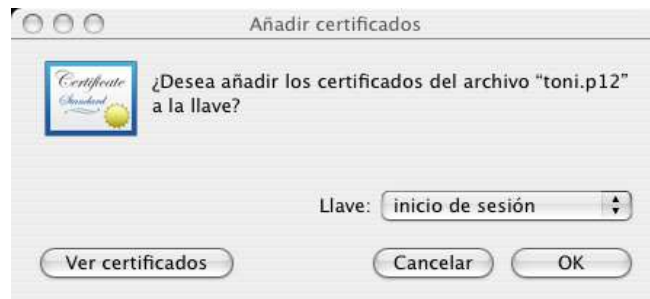 Añadir certificados
Certificate
Standard
¿Desea añadir los certificados del archivo “toni.p12”
a la llave?
Llave: inicio de sesión
Ver certificados Cancelar OK